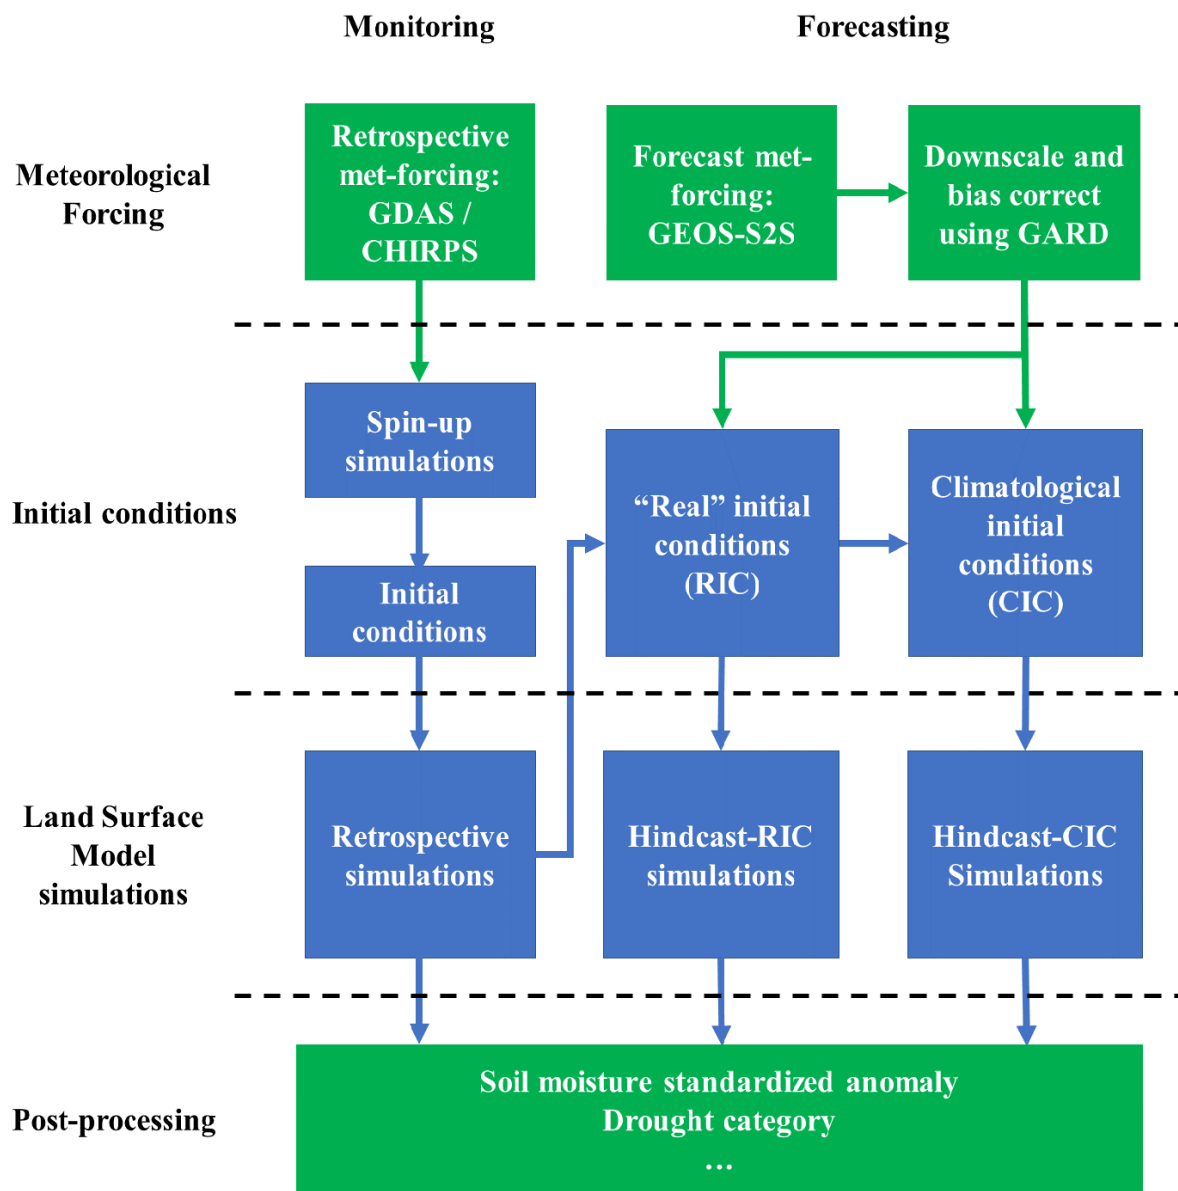 Monitoring
Forecasting
Meteorological
Forcing
Retrospective
met-forcing:
GDAS /
CHIRPS
Forecast met-
forcing:
GEOS-S2S
Downscale and
bias correct
using GARD
Initial conditions
Spin-up
simulations
Initial
conditions
“Real” initial
conditions
(RIC)
Climatological
initial
conditions
(CIC)
Land Surface
Model
simulations
Retrospective
simulations
Hindcast-RIC
simulations
Hindcast-CIC
Simulations
Post-processing
Soil moisture standardized anomaly
Drought category
…